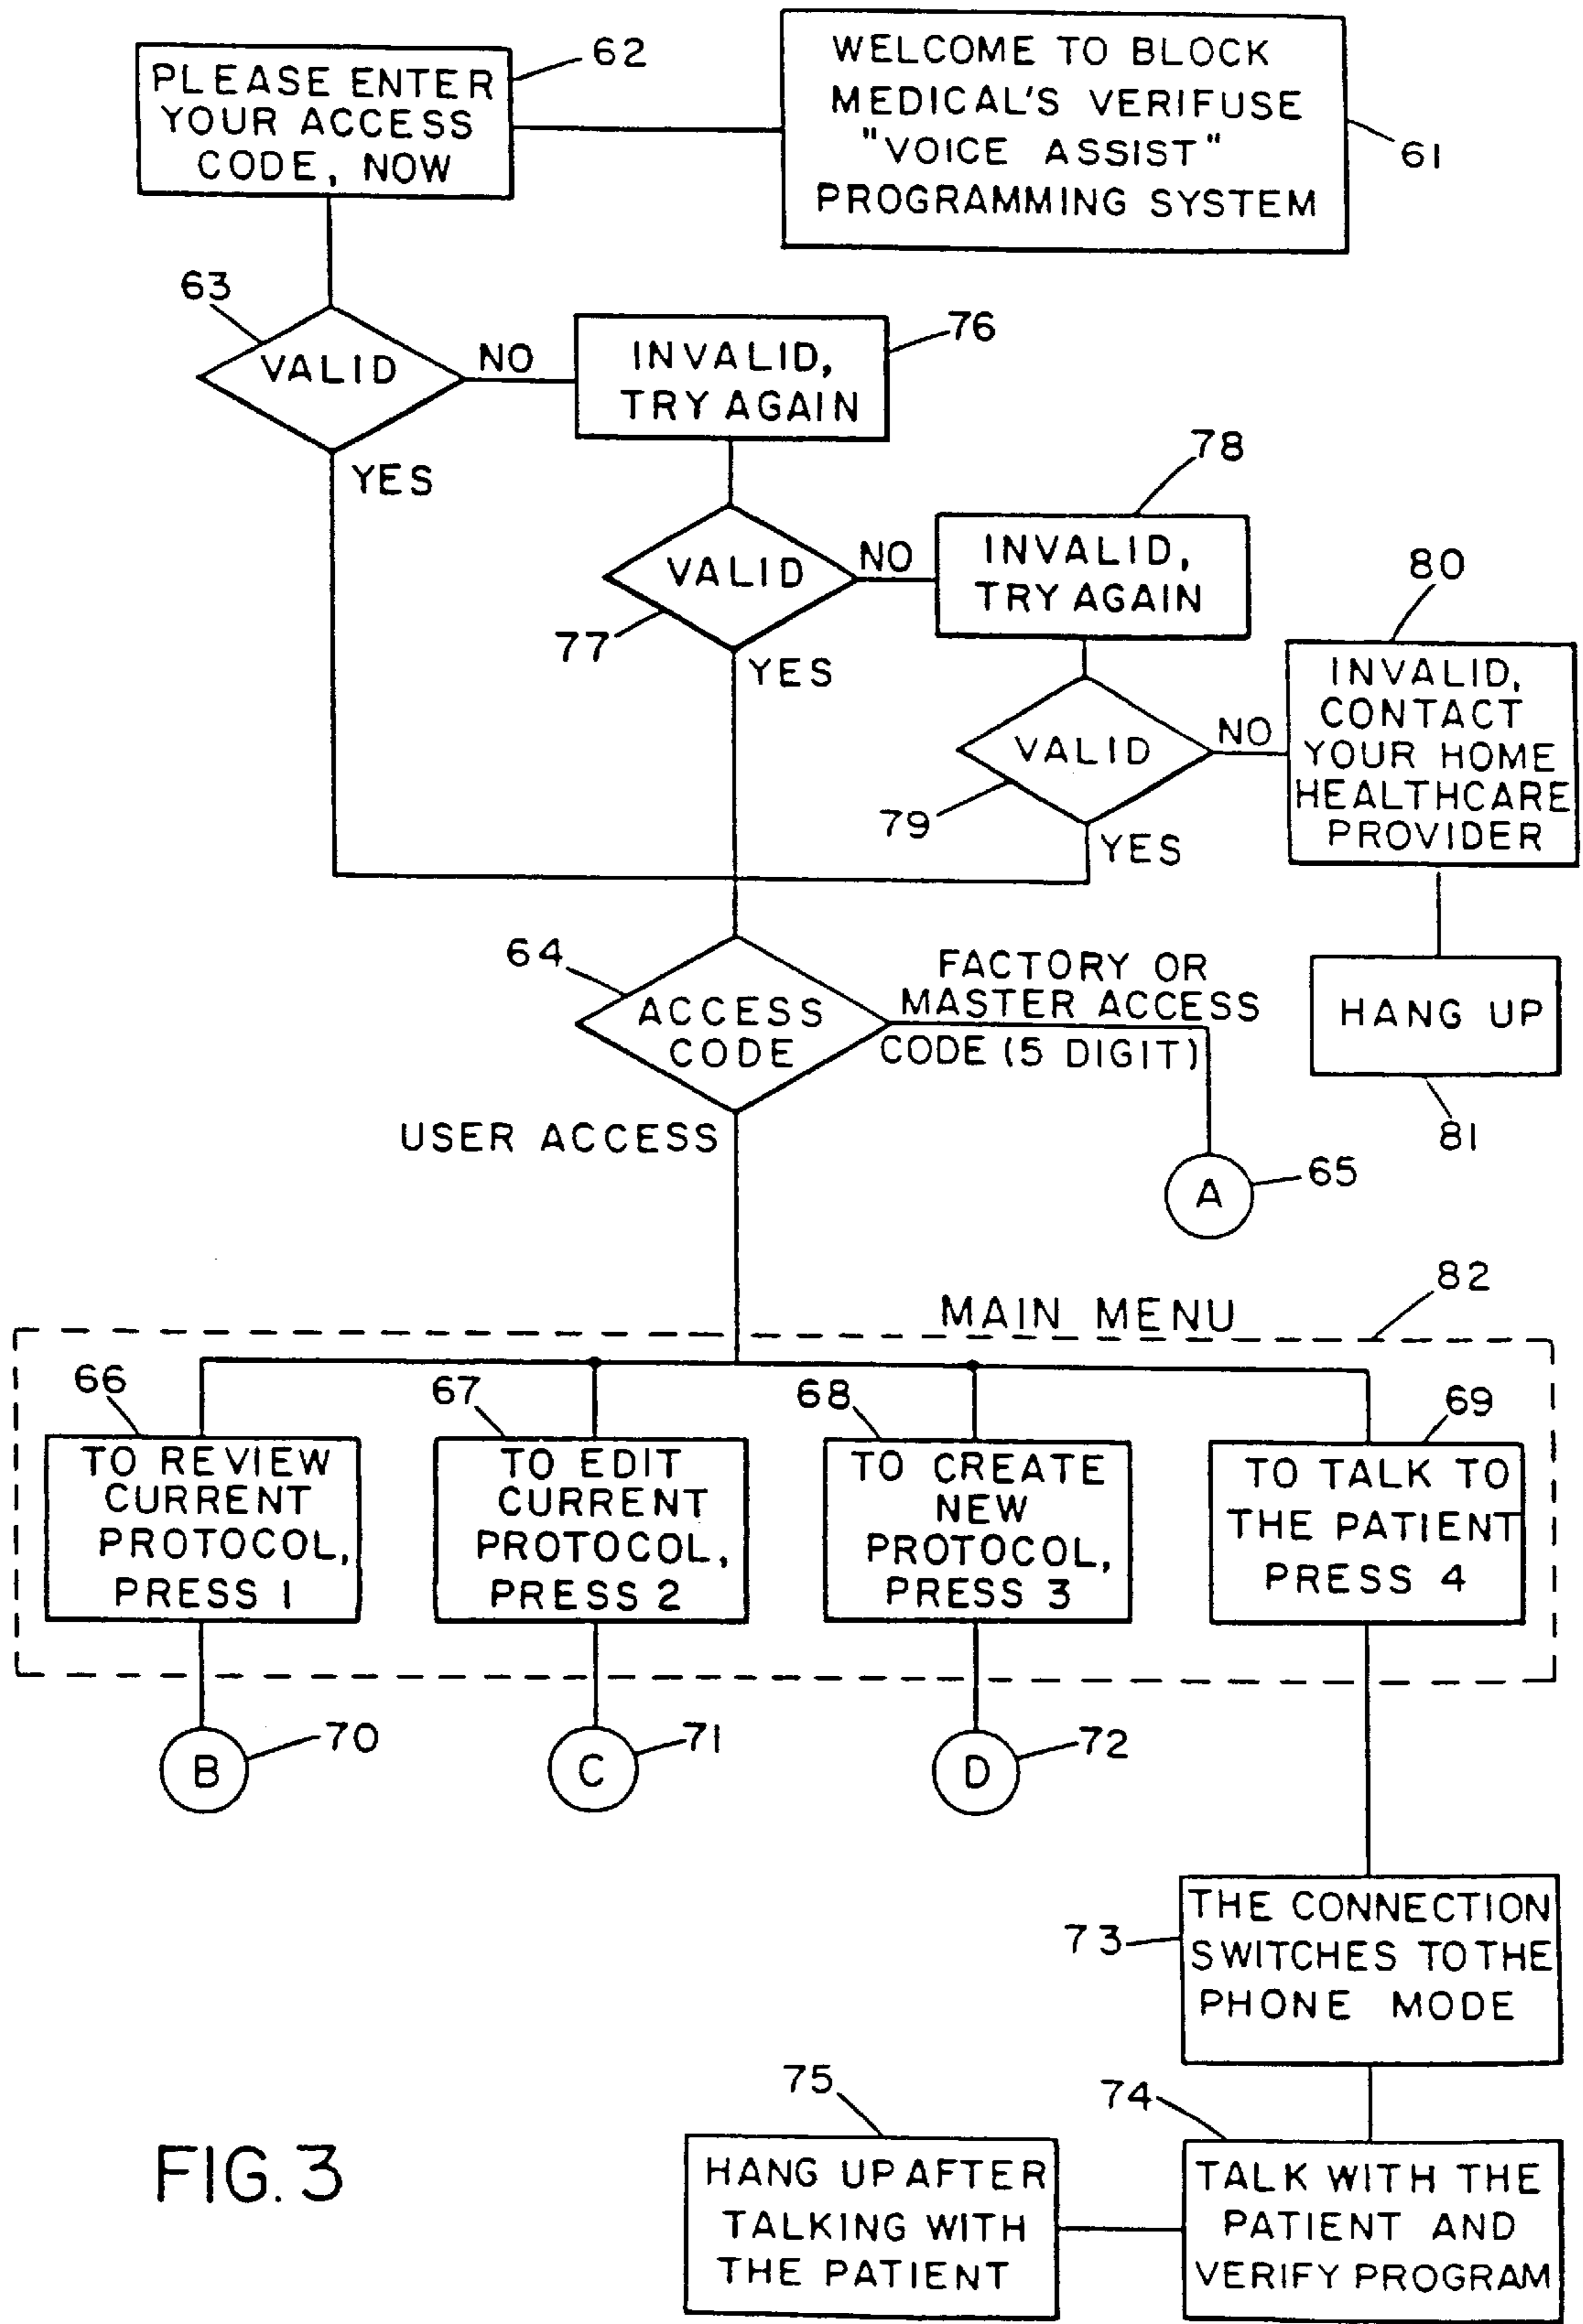 PLEASE ENTER
YOUR ACCESS
CODE, NOW
62
WELCOME TO BLOCK
MEDICAL'S VERIFUSE
"VOICE ASSIST"
PROGRAMMING SYSTEM
61
63
VALID
NO
YES
INVALID,
TRY AGAIN
76
VALID
NO
77
YES
78
INVALID,
TRY AGAIN
VALID
NO
79
YES
80
INVALID,
CONTACT
YOUR HOME
HEALTHCARE
PROVIDER
HANG UP
81
64
ACCESS
CODE
FACTORY OR
MASTER ACCESS
CODE (5 DIGIT)
USER ACCESS
A
65
MAIN MENU
82
66
TO REVIEW
CURRENT
PROTOCOL,
PRESS 1
67
TO EDIT
CURRENT
PROTOCOL,
PRESS 2
68
TO CREATE
NEW
PROTOCOL,
PRESS 3
69
TO TALK TO
THE PATIENT
PRESS 4
B
70
C
71
D
72
73
THE CONNECTION
SWITCHES TO THE
PHONE MODE
74
TALK WITH THE
PATIENT AND
VERIFY PROGRAM
75
HANG UP AFTER
TALKING WITH
THE PATIENT
FIG. 3